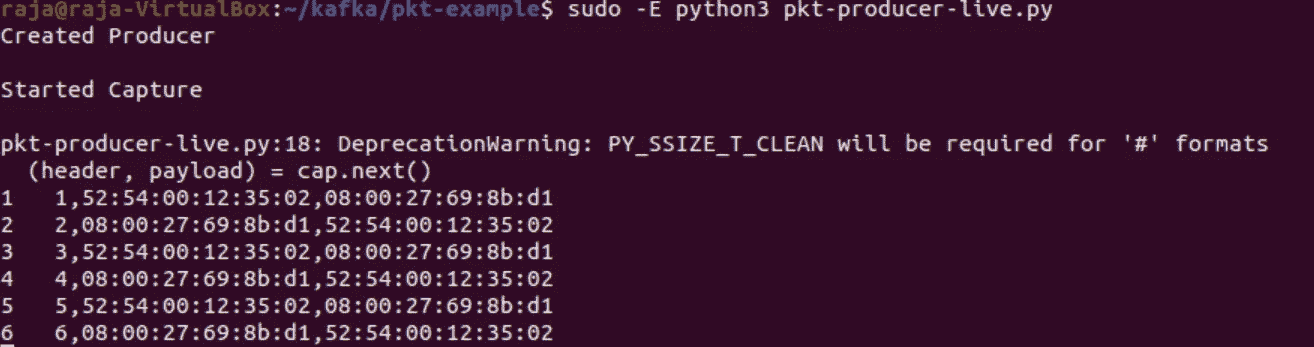 raja@raja-VirtualBox:~/kafka/pkt-example$ sudo -E python3 pkt-producer-live.py
Created Producer
Started Capture
pkt-producer-live.py:18: DeprecationWarning: PY_SSIZE_T_CLEAN will be required for '#' formats
  (header, payload) = cap.next()
1   1,52:54:00:12:35:02,08:00:27:69:8b:d1
2   2,08:00:27:69:8b:d1,52:54:00:12:35:02
3   3,52:54:00:12:35:02,08:00:27:69:8b:d1
4   4,08:00:27:69:8b:d1,52:54:00:12:35:02
5   5,52:54:00:12:35:02,08:00:27:69:8b:d1
6   6,08:00:27:69:8b:d1,52:54:00:12:35:02